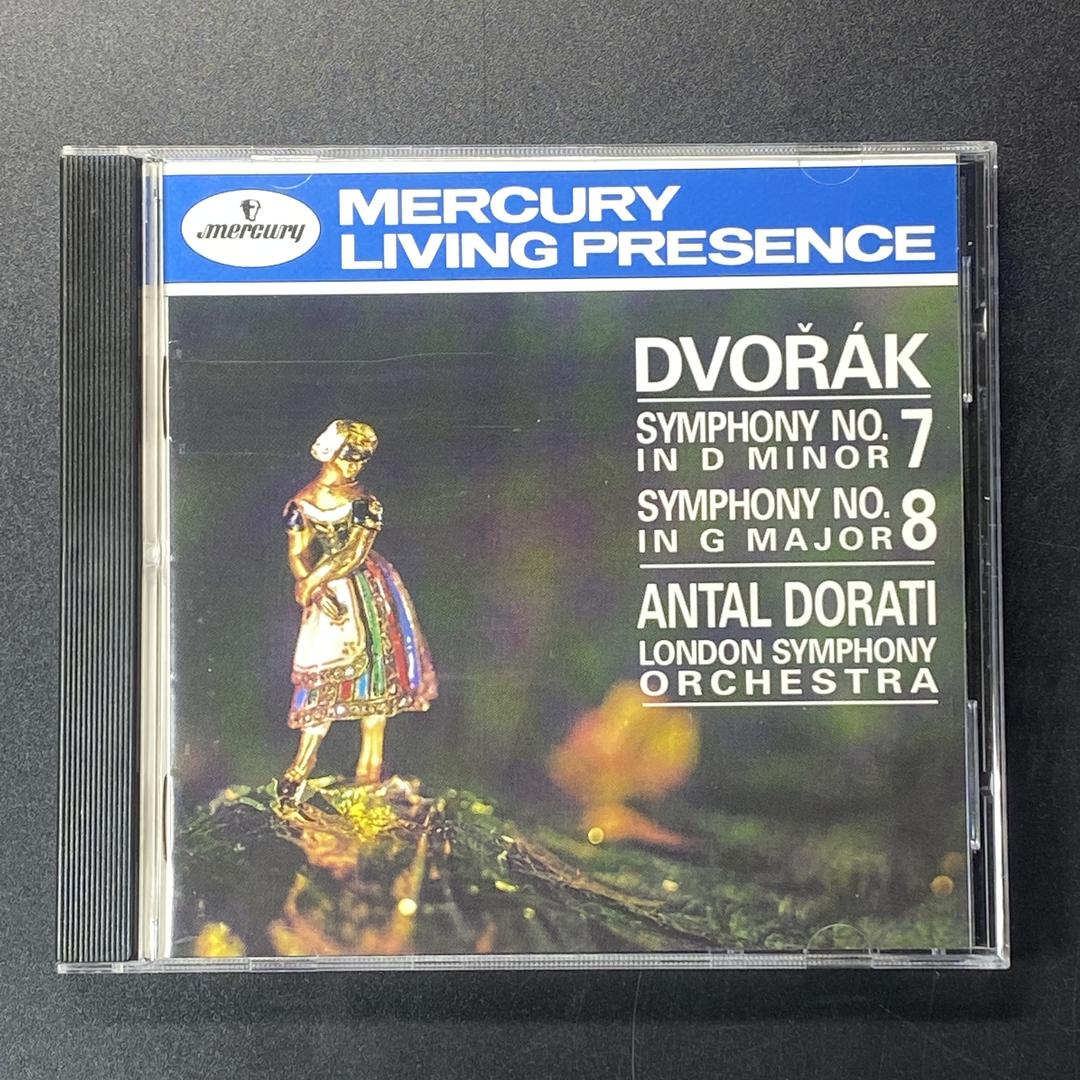 mercury
MERCURY
LIVING PRESENCE
DVOŘÁK
SYMPHONY NO. 7
IN D MINOR
SYMPHONY NO. 8
IN G MAJOR
ANTAL DORATI
LONDON SYMPHONY
ORCHESTRA